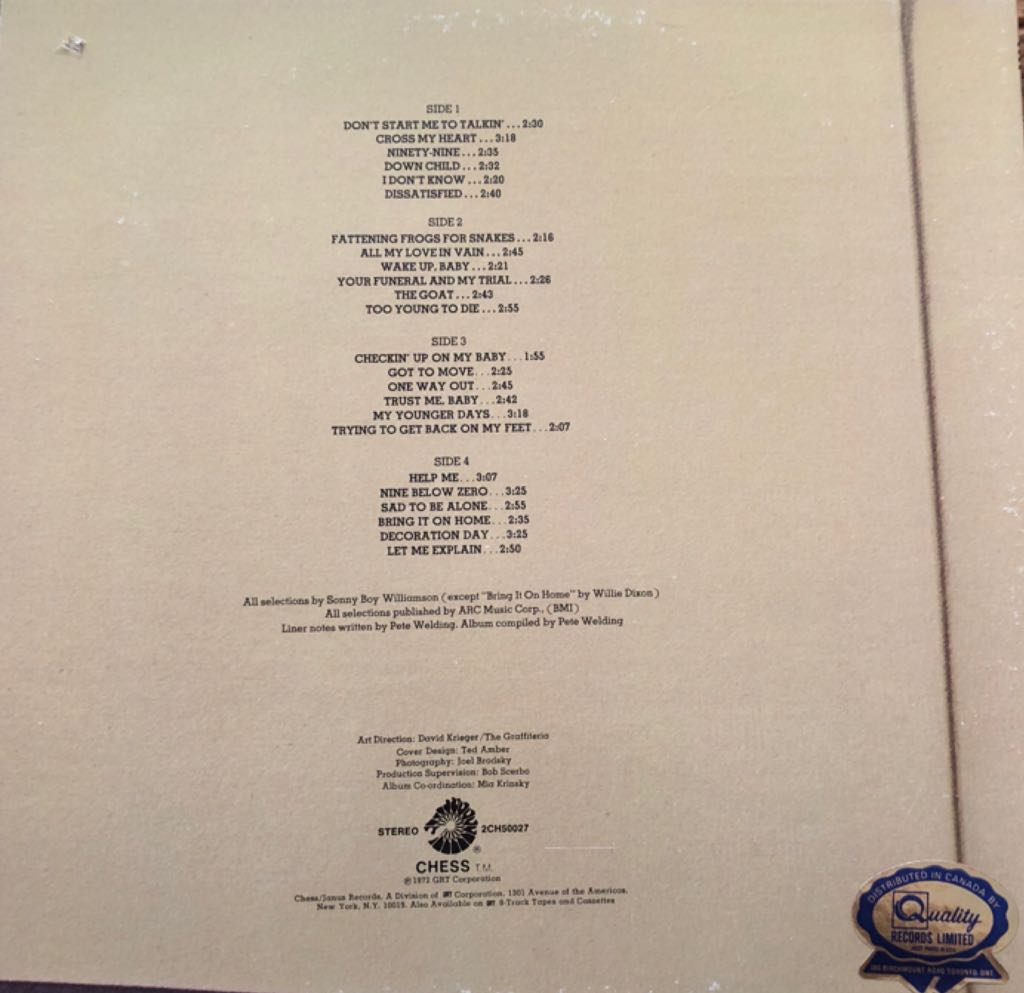 SIDE 1
DON'T START ME TO TALKIN'...2:30
CROSS MY HEART...3:18
NINETY-NINE...2:35
DOWN CHILD...2:32
I DON'T KNOW...2:20
DISSATISFIED...2:40
SIDE 2
FATTENING FROGS FOR SNAKES...2:16
ALL MY LOVE IN VAIN...2:45
WAKE UP, BABY...2:21
YOUR FUNERAL AND MY TRIAL...2:26
THE GOAT...2:43
TOO YOUNG TO DIE...2:55
SIDE 3
CHECKIN' UP ON MY BABY...1:55
GOT TO MOVE...2:25
ONE WAY OUT...2:45
TRUST ME, BABY...2:42
MY YOUNGER DAYS...3:18
TRYING TO GET BACK ON MY FEET...2:07
SIDE 4
HELP ME...3:07
NINE BELOW ZERO...3:25
SAD TO BE ALONE...2:55
BRING IT ON HOME...2:35
DECORATION DAY...3:25
LET ME EXPLAIN...2:50
All selections by Sonny Boy Williamson (except "Bring It On Home" by Willie Dixon)
All selections published by ARC Music Corp., (BMI)
Liner notes written by Pete Welding. Album compiled by Pete Welding
Art Direction: David Krieger/The Graffiteria
Cover Design: Ted Amber
Photography: Joel Brodsky
Production Supervision: Bob Scerbo
Album Co-ordination: Mia Krinsky
STEREO 2CH50027
®
CHESS T.M.
℗1972 GRT Corporation
Chess/Janus Records, A Division of GRT Corporation, 1301 Avenue of the Americas,
New York, N.Y. 10019. Also Available on GRT 8-Track Tapes and Cassettes
DISTRIBUTED IN CANADA BY
Quality
RECORDS LIMITED
BIRCHMOUNT ROAD TORONTO ONT.